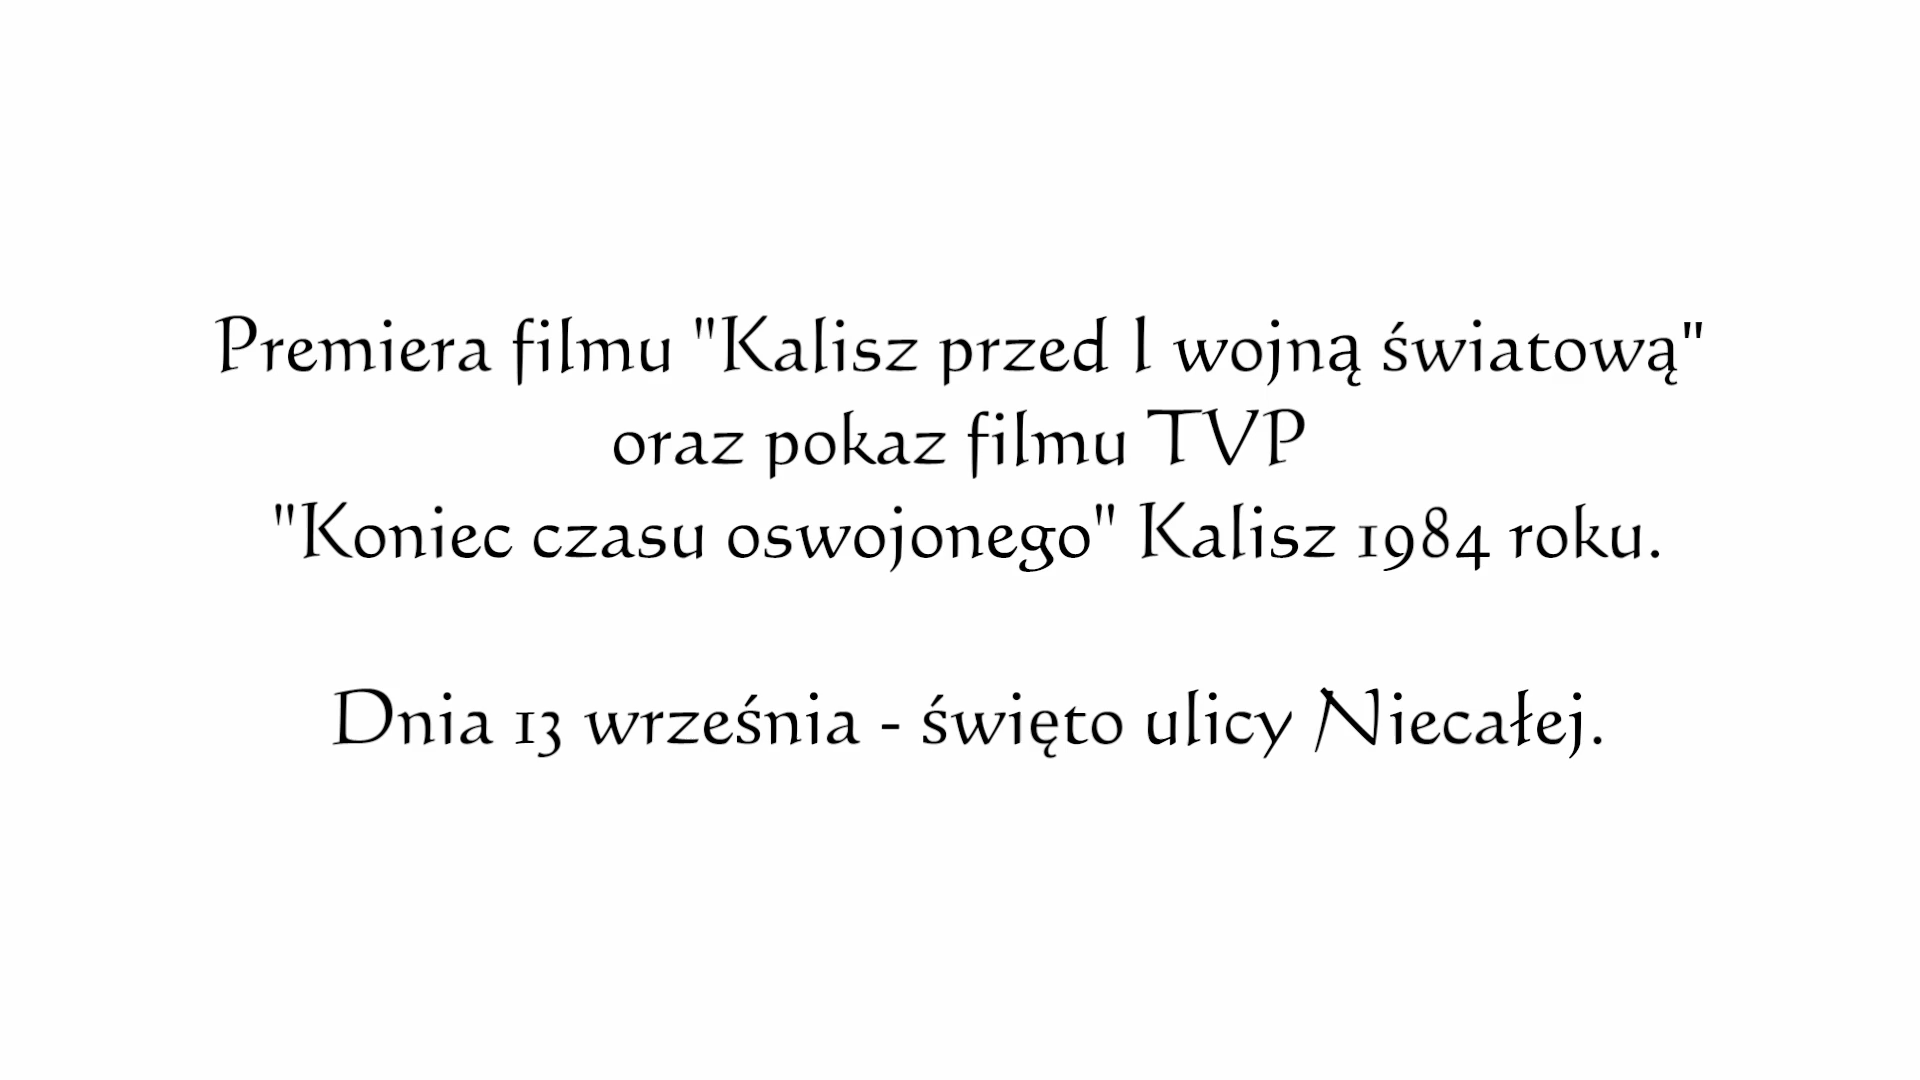 Premiera filmu "Kalisz przed I wojną światową"
oraz pokaz filmu TVP
"Koniec czasu oswojonego" Kalisz 1984 roku.
Dnia 13 września - święto ulicy Niecałej.